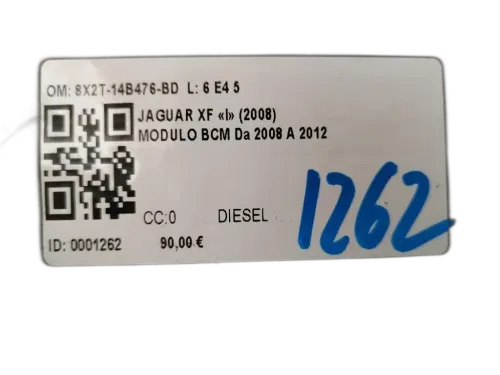 OM: 8X2T-14B476-BD L: 6 E4 5
JAGUAR XF «I» (2008)
MODULO BCM Da 2008 A 2012
CC:0 DIESEL
1262
ID: 0001262 90,00 €